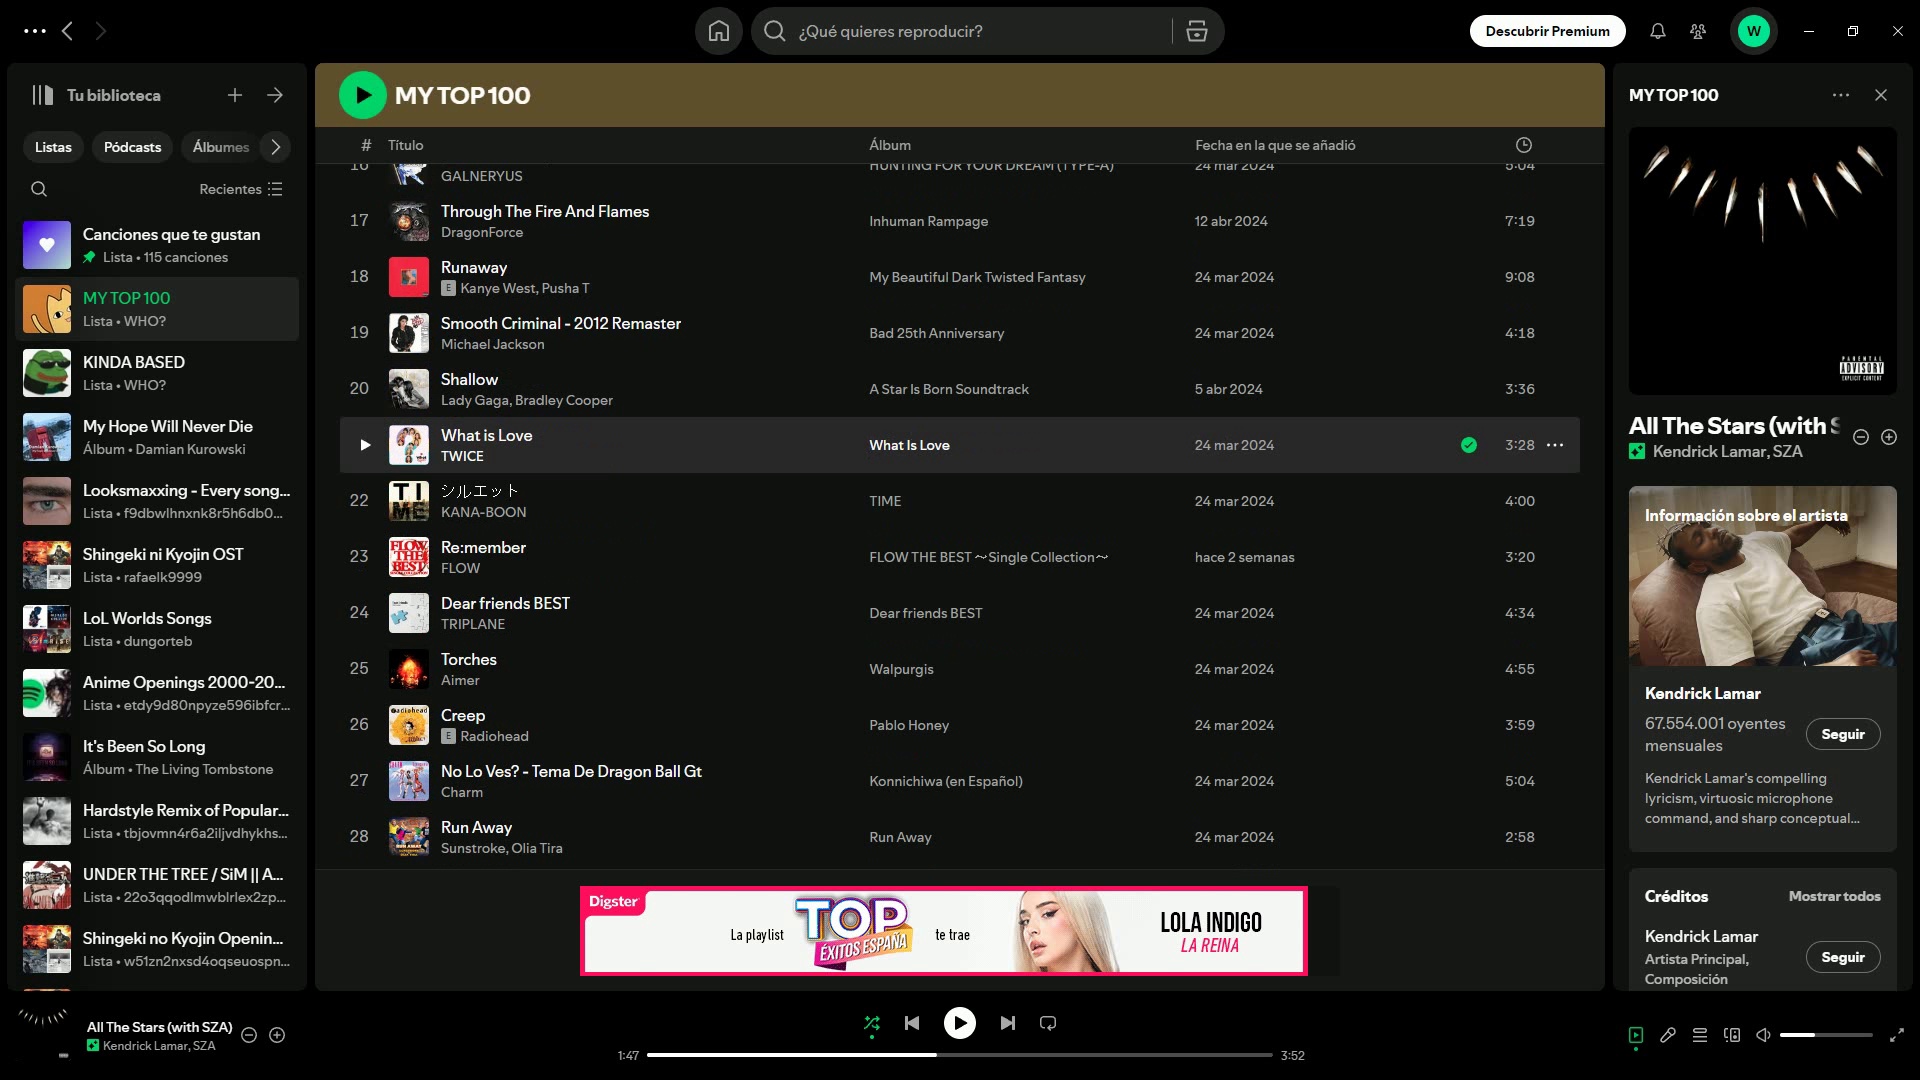 ¿Qué quieres reproducir?
Descubrir Premium
W
Tu biblioteca
Listas
Pódcasts
Álbumes
Recientes
Canciones que te gustan
Lista • 115 canciones
MY TOP 100
Lista • WHO?
KINDA BASED
Lista • WHO?
My Hope Will Never Die
Álbum • Damian Kurowski
Looksmaxxing - Every song...
Lista • f9dbwlhnxnk8r5h6db0...
Shingeki ni Kyojin OST
Lista • rafaelk9999
LoL Worlds Songs
Lista • dungorteb
Anime Openings 2000-20...
Lista • etdy9d80npyze596ibfcr...
It's Been So Long
Álbum • The Living Tombstone
Hardstyle Remix of Popular...
Lista • tbjovmn4r6a2iljvdhykhs...
UNDER THE TREE / SiM || A...
Lista • 22o3qqodlmwblrlex2zp...
Shingeki no Kyojin Openin...
Lista • w51zn2nxsd4oqseuospn...
MY TOP 100
# Título Álbum Fecha en la que se añadió
16 GALNERYUS HUNTING FOR YOUR DREAM (TYPE-A) 24 mar 2024 5:04
17 Through The Fire And Flames Inhuman Rampage 12 abr 2024 7:19
DragonForce
18 Runaway My Beautiful Dark Twisted Fantasy 24 mar 2024 9:08
E Kanye West, Pusha T
19 Smooth Criminal - 2012 Remaster Bad 25th Anniversary 24 mar 2024 4:18
Michael Jackson
20 Shallow A Star Is Born Soundtrack 5 abr 2024 3:36
Lady Gaga, Bradley Cooper
What is Love What Is Love 24 mar 2024 3:28
TWICE
22 シルエット TIME 24 mar 2024 4:00
KANA-BOON
23 Re:member FLOW THE BEST 〜Single Collection〜 hace 2 semanas 3:20
FLOW
24 Dear friends BEST Dear friends BEST 24 mar 2024 4:34
TRIPLANE
25 Torches Walpurgis 24 mar 2024 4:55
Aimer
26 Creep Pablo Honey 24 mar 2024 3:59
E Radiohead
27 No Lo Ves? - Tema De Dragon Ball Gt Konnichiwa (en Español) 24 mar 2024 5:04
Charm
28 Run Away Run Away 24 mar 2024 2:58
Sunstroke, Olia Tira
Digster
La playlist
TOP
ÉXITOS ESPAÑA
te trae
LOLA INDIGO
LA REINA
MY TOP 100
PARENTAL
ADVISORY
EXPLICIT CONTENT
All The Stars (with S
Kendrick Lamar, SZA
Información sobre el artista
Kendrick Lamar
67.554.001 oyentes
mensuales
Seguir
Kendrick Lamar's compelling
lyricism, virtuosic microphone
command, and sharp conceptual...
Créditos
Mostrar todos
Kendrick Lamar
Artista Principal,
Composición
Seguir
All The Stars (with SZA)
Kendrick Lamar, SZA
1:47
3:52